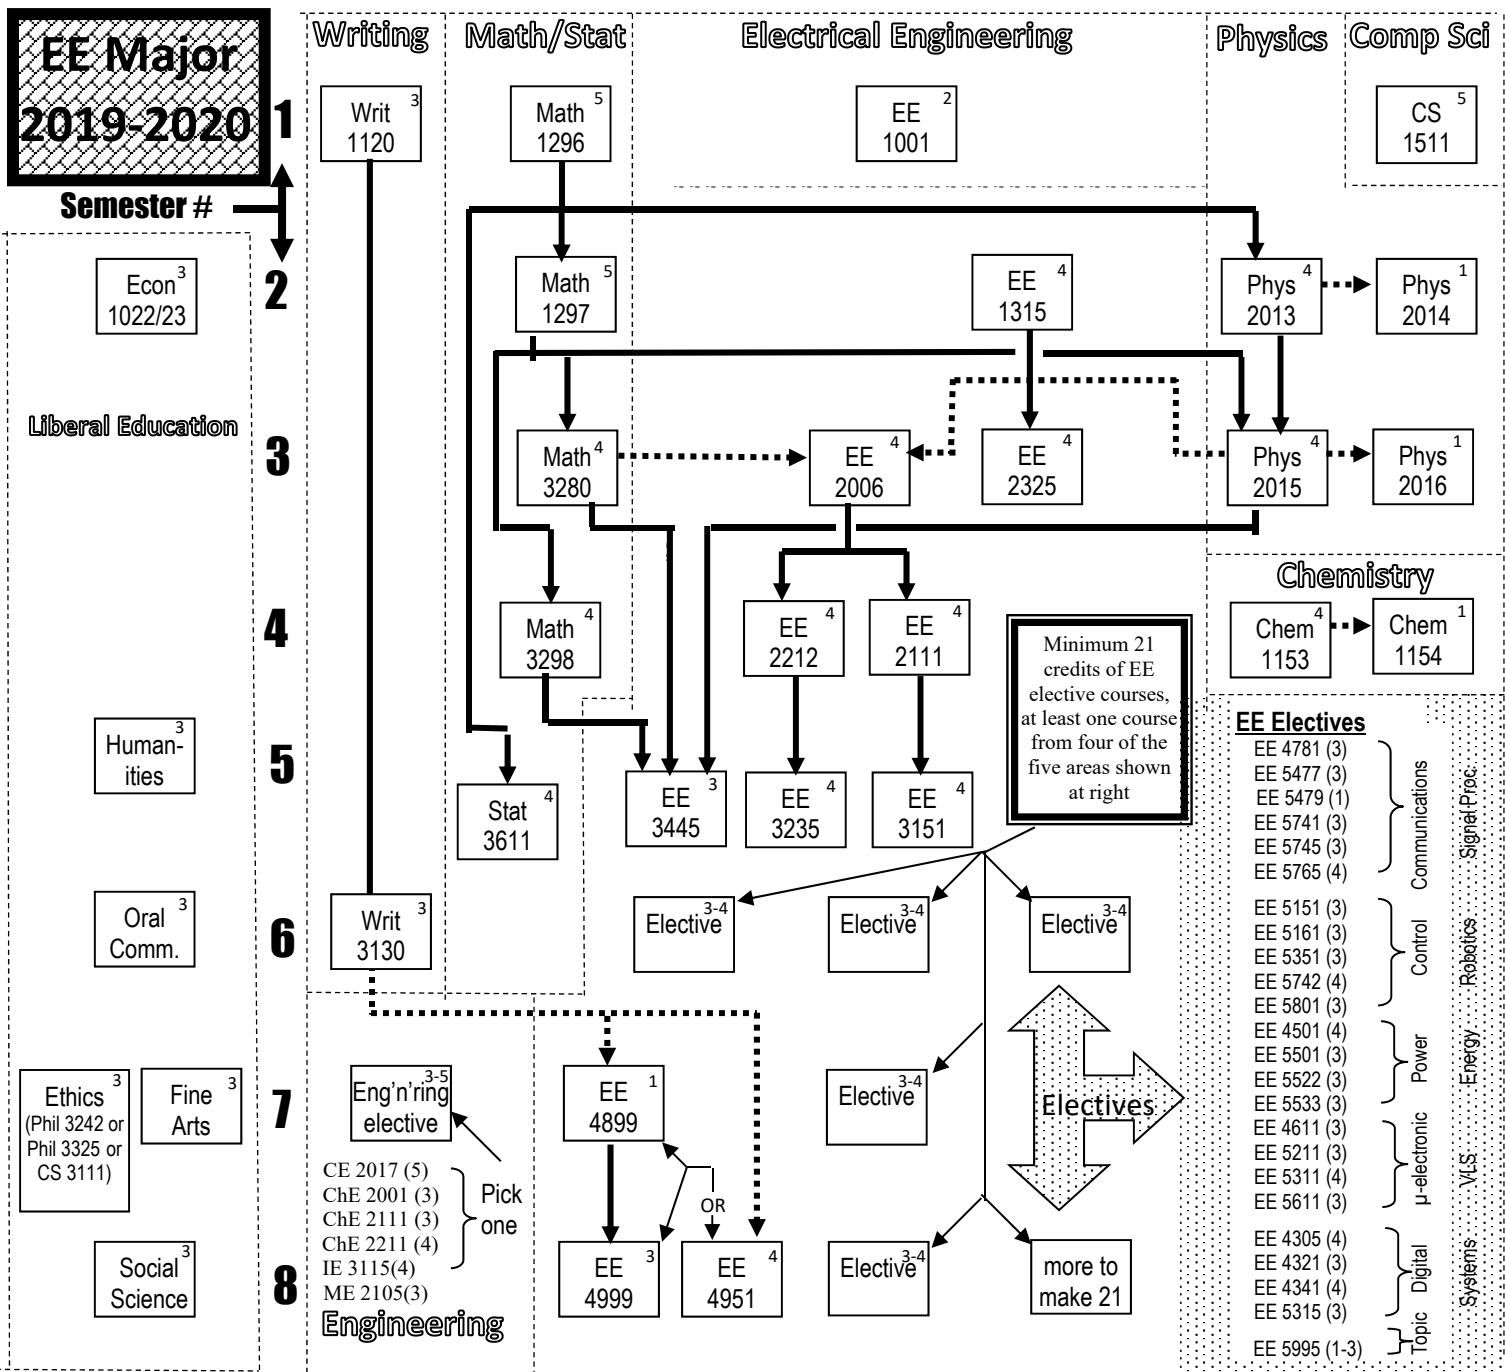 EE Major
2019-2020
Semester #
Writing
Math/Stat
Electrical Engineering
Physics
Comp Sci
1
Writ 3
1120
Math 5
1296
EE 2
1001
CS 5
1511
2
Econ 3
1022/23
Math 5
1297
EE 4
1315
Phys 4
2013
Phys 1
2014
Liberal Education
3
Math 4
3280
EE 4
2006
EE 4
2325
Phys 4
2015
Phys 1
2016
Chemistry
4
Math 4
3298
EE 4
2212
EE 4
2111
Chem 4
1153
Chem 1
1154
Minimum 21
credits of EE
elective courses,
at least one course
from four of the
five areas shown
at right
5
Human- 3
ities
Stat 4
3611
EE 3
3445
EE 4
3235
EE 4
3151
6
Oral 3
Comm.
Writ 3
3130
Elective 3-4
Elective 3-4
Elective 3-4
7
Ethics 3
(Phil 3242 or
Phil 3325 or
CS 3111)
Fine 3
Arts
Eng’n’ring 3-5
elective
EE 1
4899
Elective 3-4
Electives
CE 2017 (5)
ChE 2001 (3)
ChE 2111 (3)
ChE 2211 (4)
IE 3115(4)
ME 2105(3)
Pick
one
Engineering
OR
8
Social 3
Science
EE 3
4999
EE 4
4951
Elective 3-4
more to
make 21
EE Electives
EE 4781 (3)
EE 5477 (3)
EE 5479 (1)
EE 5741 (3)
EE 5745 (3)
EE 5765 (4)
Communications
Signal Proc.
EE 5151 (3)
EE 5161 (3)
EE 5351 (3)
EE 5742 (4)
EE 5801 (3)
Control
Robotics
EE 4501 (4)
EE 5501 (3)
EE 5522 (3)
EE 5533 (3)
Power
Energy
EE 4611 (3)
EE 5211 (3)
EE 5311 (4)
EE 5611 (3)
μ-electronic
VLS
EE 4305 (4)
EE 4321 (3)
EE 4341 (4)
EE 5315 (3)
Digital
Systems
EE 5995 (1-3)
Topic